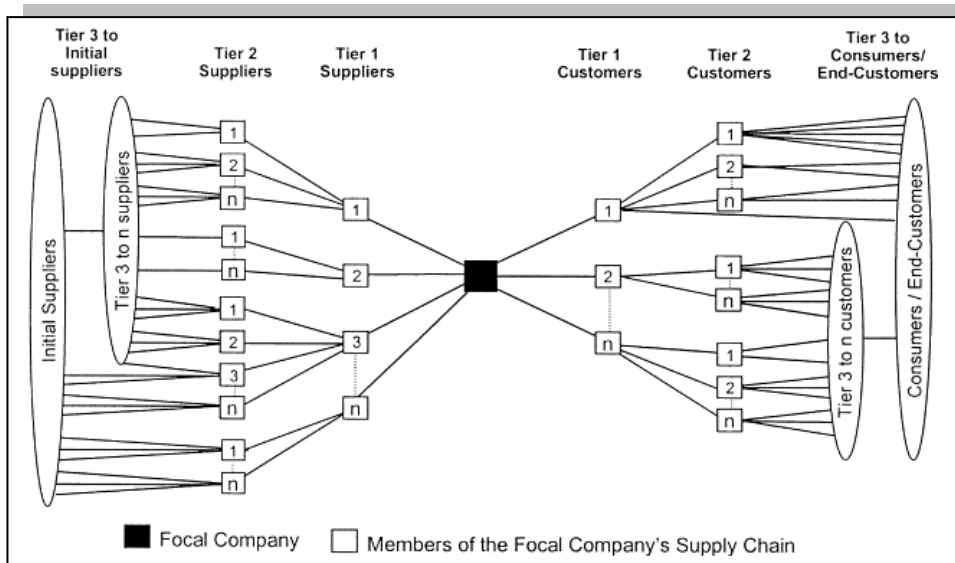 Tier 3 to
Initial
suppliers
Tier 2
Suppliers
Tier 1
Suppliers
Tier 1
Customers
Tier 2
Customers
Tier 3 to
Consumers/
End-Customers
Initial Suppliers
Tier 3 to n suppliers
1
2
n
1
n
1
2
3
n
1
n
1
2
3
n
1
2
n
1
2
n
1
n
1
2
n
Tier 3 to n customers
Consumers / End-Customers
Focal Company
Members of the Focal Company's Supply Chain